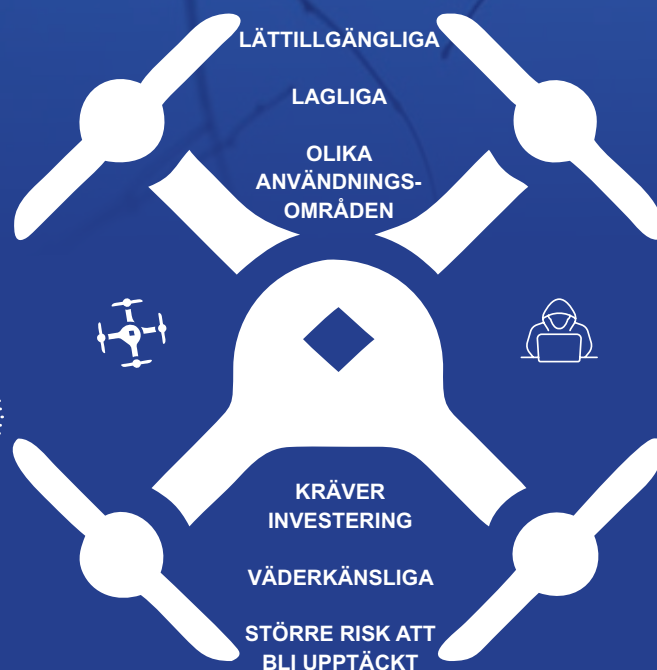 LÄTTILLGÄNGLIGA
LAGLIGA
OLIKA
ANVÄNDNINGS-
OMRÅDEN
KRÄVER
INVESTERING
VÄDERKÄNSLIGA
STÖRRE RISK ATT
BLI UPPTÄCKT